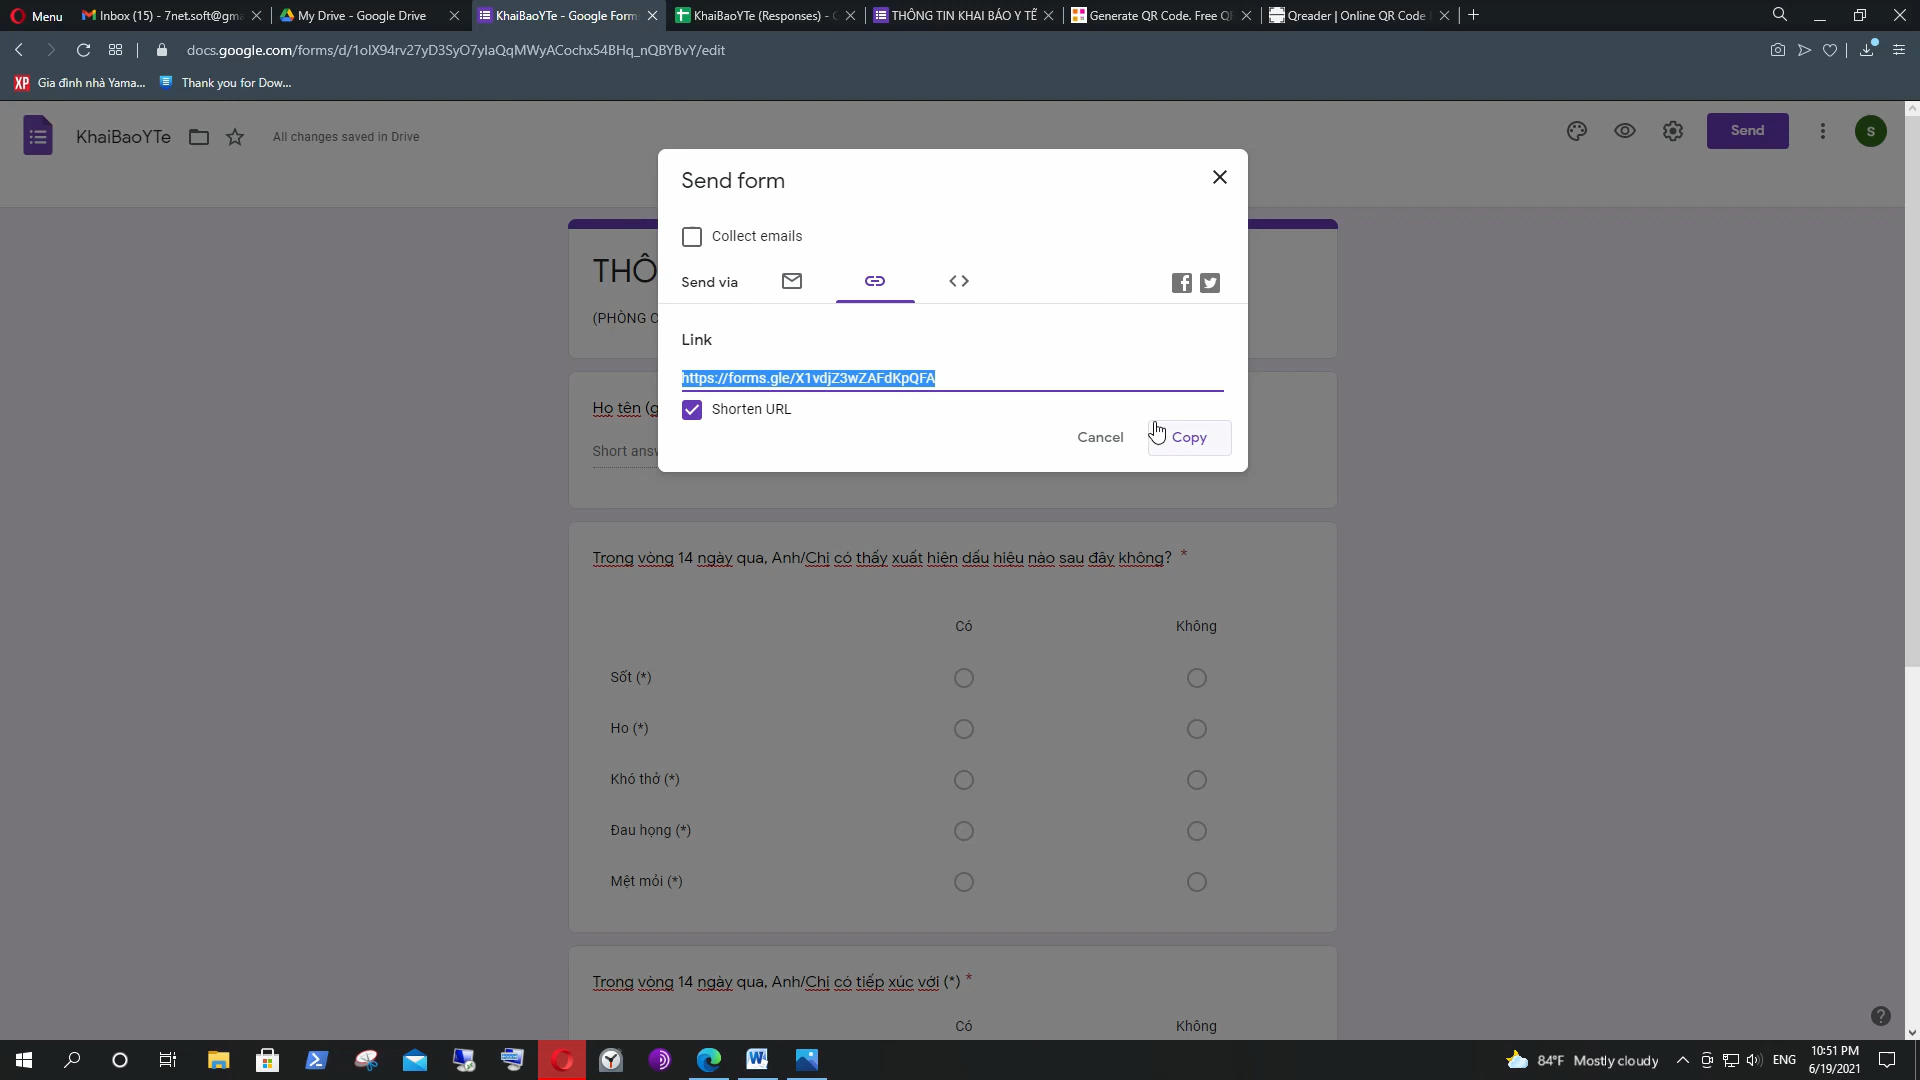 Menu
Inbox (15) - 7net.soft@gma
My Drive - Google Drive
KhaiBaoYTe - Google Form
KhaiBaoYTe (Responses) -
THÔNG TIN KHAI BÁO Y TẾ
Generate QR Code. Free Q
Qreader | Online QR Code
docs.google.com/forms/d/1olX94rv27yD3SyO7ylaQqMWyACochx54BHq_nQBYBvY/edit
XP Gia đình nhà Yama...
Thank you for Dow...
KhaiBaoYTe
All changes saved in Drive
Send
S
Send form
Collect emails
Send via
THÔ
(PHÒNG C
Link
https://forms.gle/X1vdjZ3wZAFdKpQFA
Shorten URL
Họ tên (g
Cancel
Copy
Short answ
Trong vòng 14 ngày qua, Anh/Chị có thấy xuất hiện dấu hiệu nào sau đây không? *
Có Không
Sốt (*)
Ho (*)
Khó thở (*)
Đau họng (*)
Mệt mỏi (*)
Trong vòng 14 ngày qua, Anh/Chị có tiếp xúc với (*) *
Có Không
84°F Mostly cloudy
ENG
10:51 PM
6/19/2021